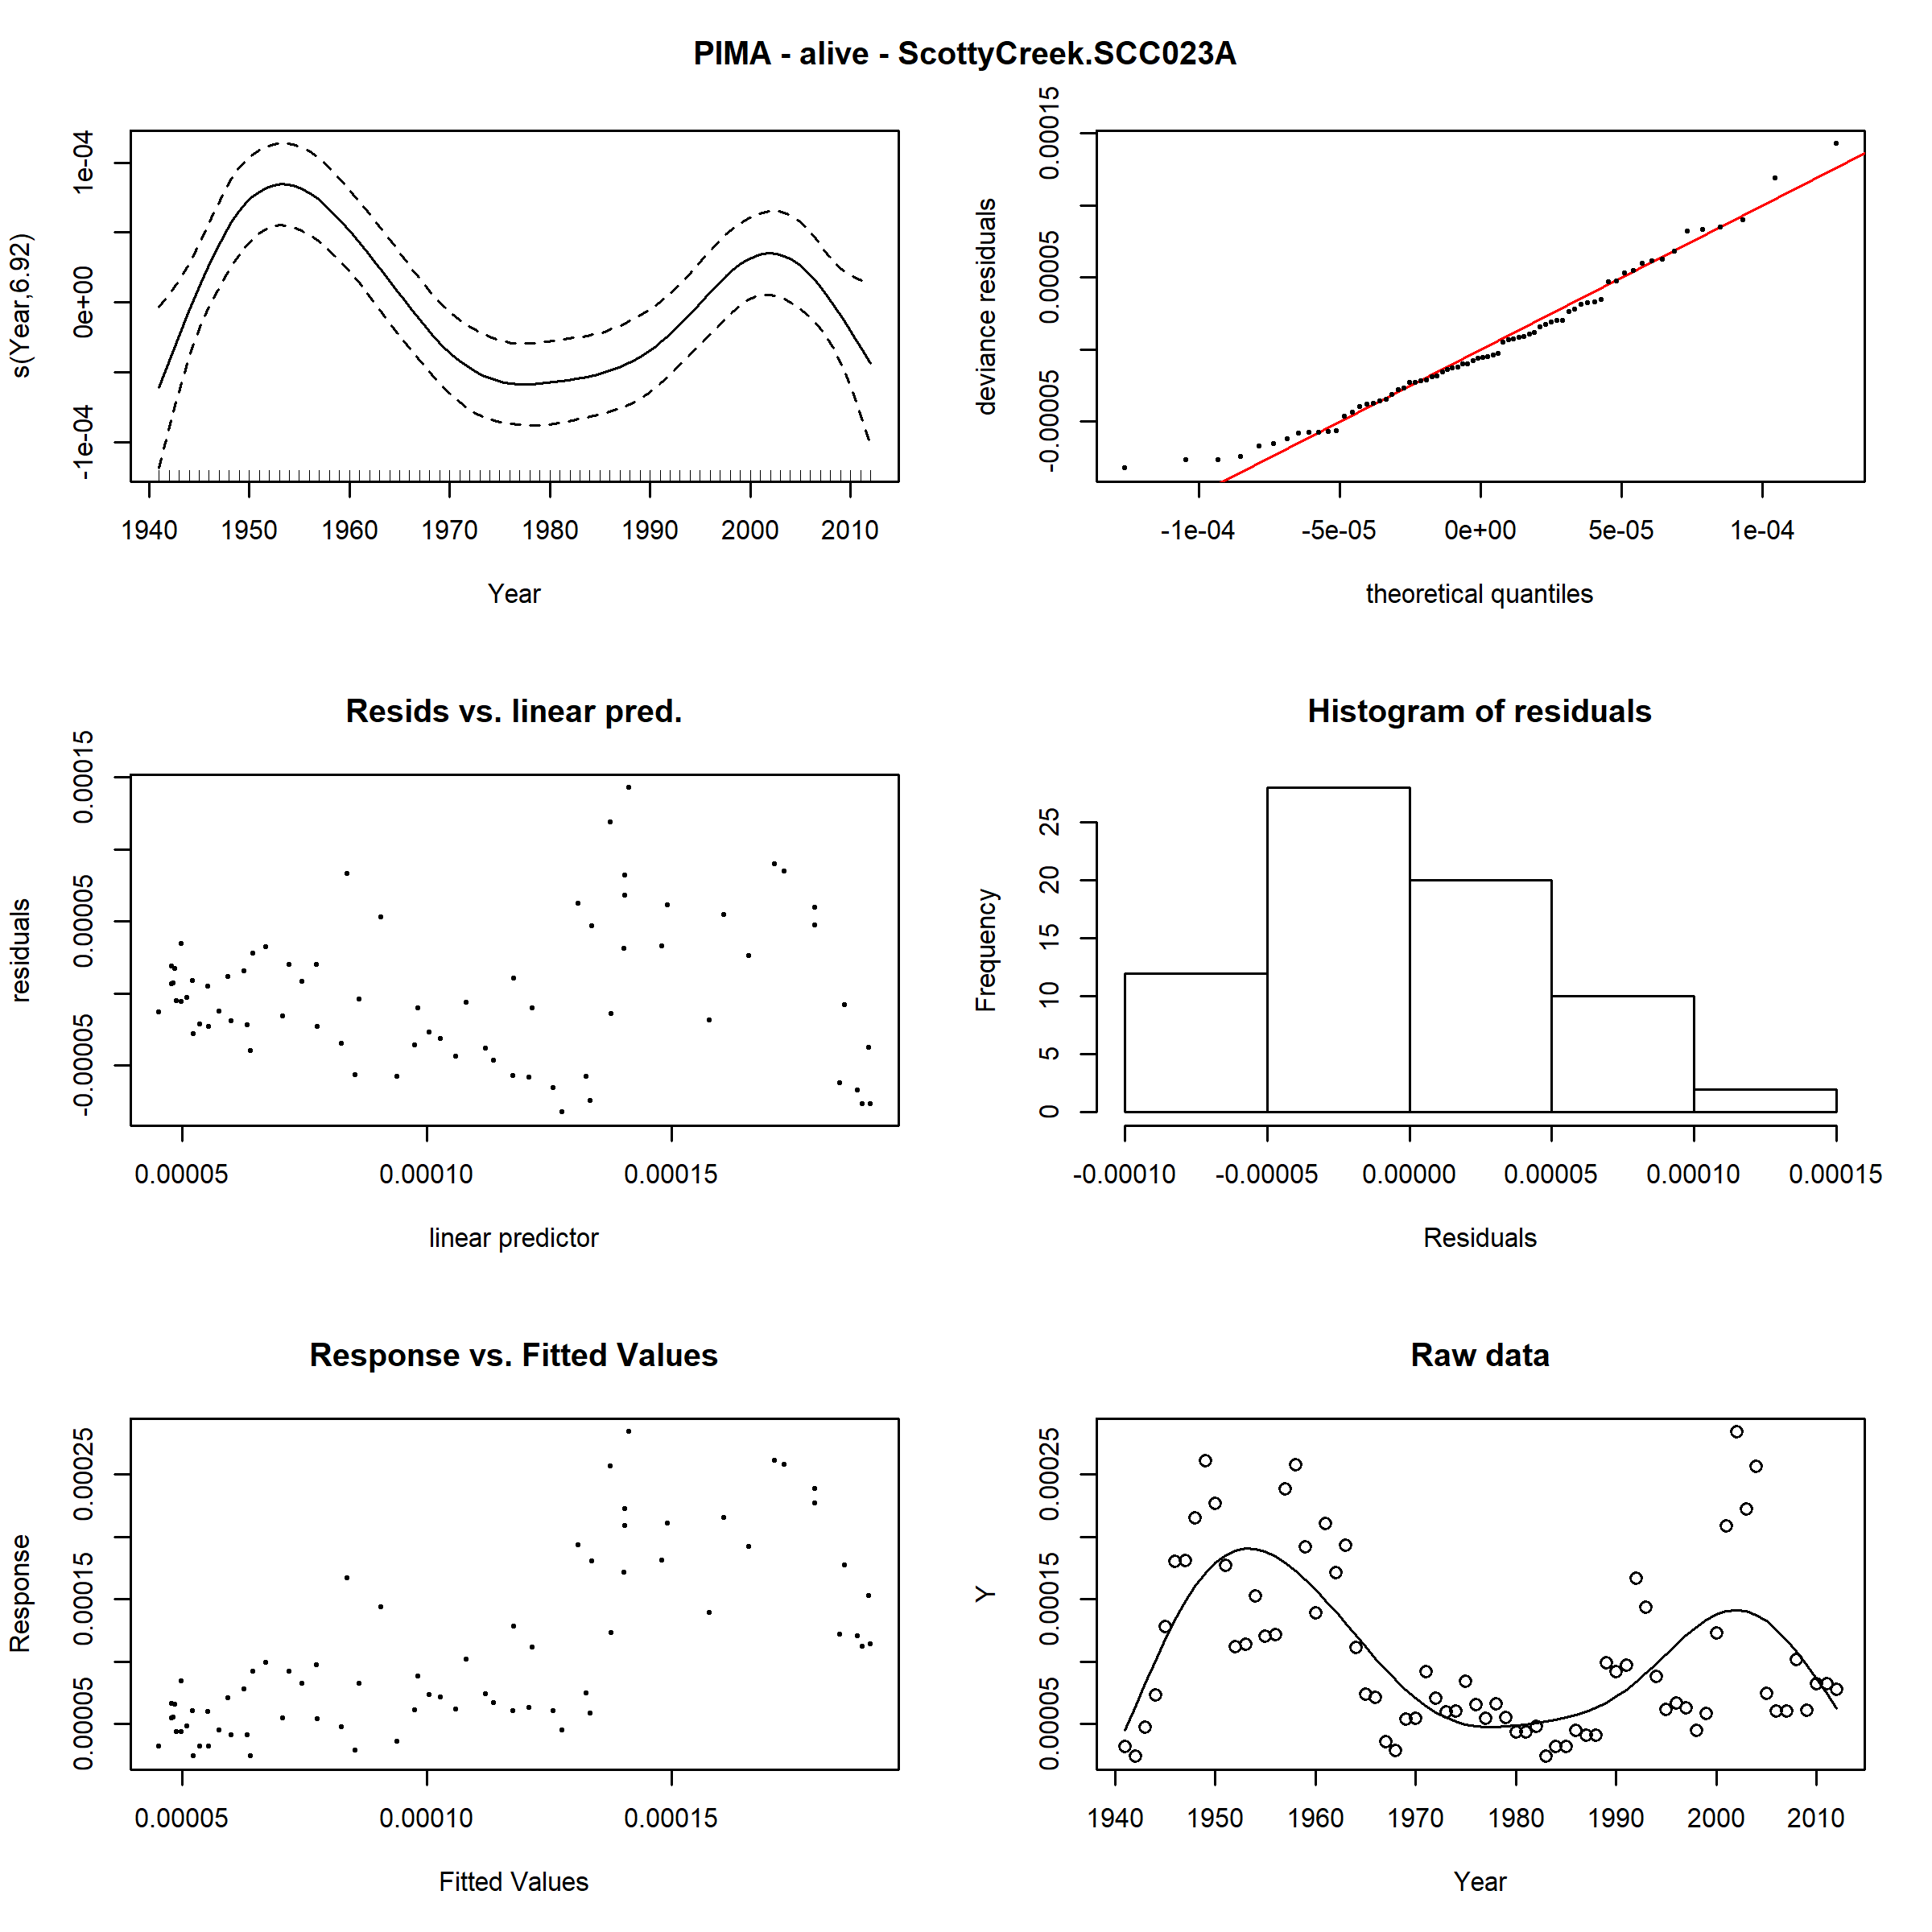 PIMA - alive - ScottyCreek.SCC023A
s(Year,6.92)
-1e-04 0e+00 1e-04
1940 1950 1960 1970 1980 1990 2000 2010
Year
deviance residuals
-0.00005 0.00005 0.00015
-1e-04 -5e-05 0e+00 5e-05 1e-04
theoretical quantiles
Resids vs. linear pred.
residuals
-0.00005 0.00005 0.00015
0.00005 0.00010 0.00015
linear predictor
Histogram of residuals
Frequency
0 5 10 15 20 25
-0.00010 -0.00005 0.00000 0.00005 0.00010 0.00015
Residuals
Response vs. Fitted Values
Response
0.00005 0.00015 0.00025
0.00005 0.00010 0.00015
Fitted Values
Raw data
Y
0.00005 0.00015 0.00025
1940 1950 1960 1970 1980 1990 2000 2010
Year